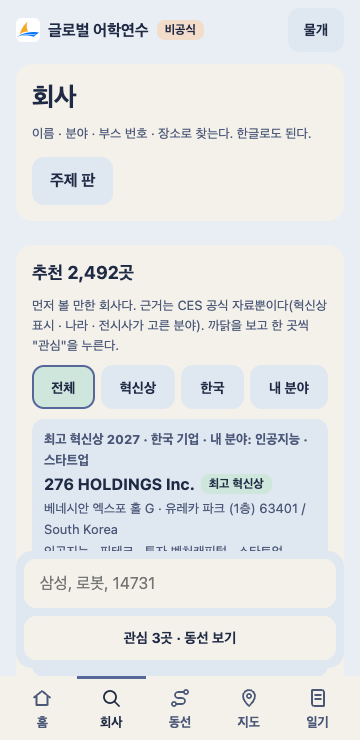 글로벌 어학연수 비공식 물개
회사
이름 · 분야 · 부스 번호 · 장소로 찾는다. 한글로도 된다.
주제 판
추천 2,492곳
먼저 볼 만한 회사다. 근거는 CES 공식 자료뿐이다(혁신상
표시 · 나라 · 전시사가 고른 분야). 까닭을 보고 한 곳씩
"관심"을 누른다.
전체 혁신상 한국 내 분야
최고 혁신상 2027 · 한국 기업 · 내 분야: 인공지능 ·
스타트업
276 HOLDINGS Inc. 최고 혁신상
베네시안 엑스포 홀 G · 유레카 파크 (1층) 63401 /
South Korea
삼성, 로봇, 14731
관심 3곳 · 동선 보기
홈 회사 동선 지도 일기